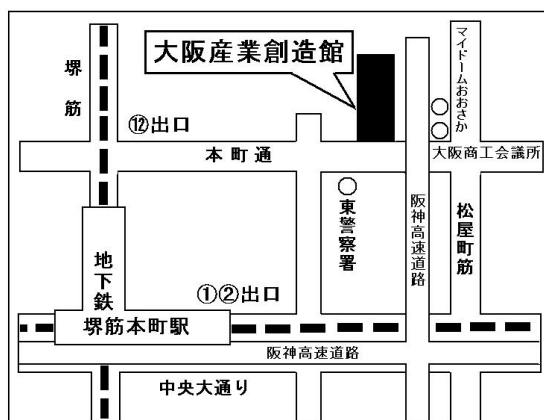 大阪産業創造館
堺筋
⑫出口
本町通
マイドームおおさか
大阪商工会議所
東警察署
阪神高速道路
松屋町筋
地下鉄
①②出口
堺筋本町駅
阪神高速道路
中央大通り